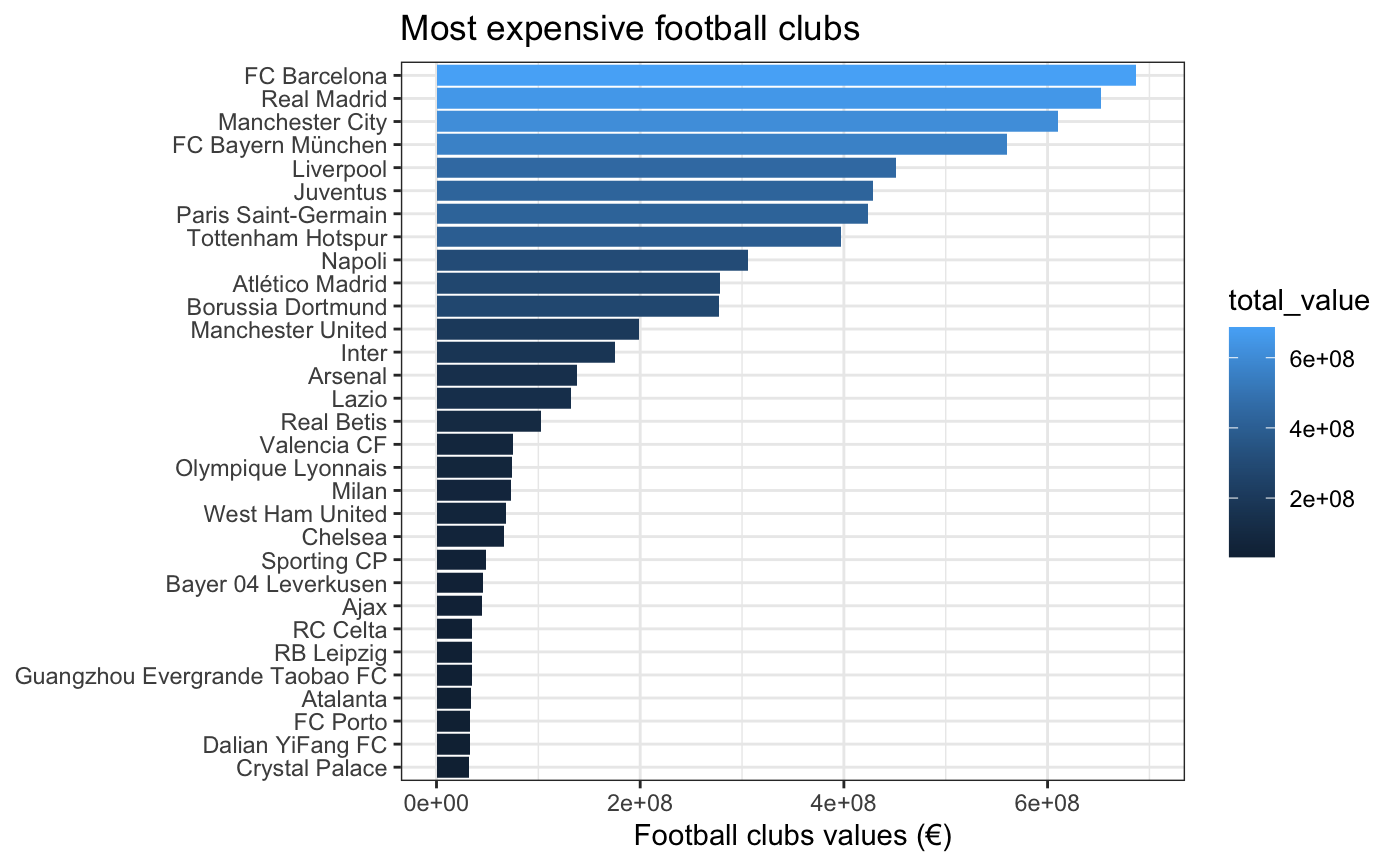 Most expensive football clubs
FC Barcelona
Real Madrid
Manchester City
FC Bayern München
Liverpool
Juventus
Paris Saint-Germain
Tottenham Hotspur
Napoli
Atlético Madrid
Borussia Dortmund
Manchester United
Inter
Arsenal
Lazio
Real Betis
Valencia CF
Olympique Lyonnais
Milan
West Ham United
Chelsea
Sporting CP
Bayer 04 Leverkusen
Ajax
RC Celta
RB Leipzig
Guangzhou Evergrande Taobao FC
Atalanta
FC Porto
Dalian YiFang FC
Crystal Palace
0e+00 2e+08 4e+08 6e+08
Football clubs values (€)
total_value
6e+08
4e+08
2e+08